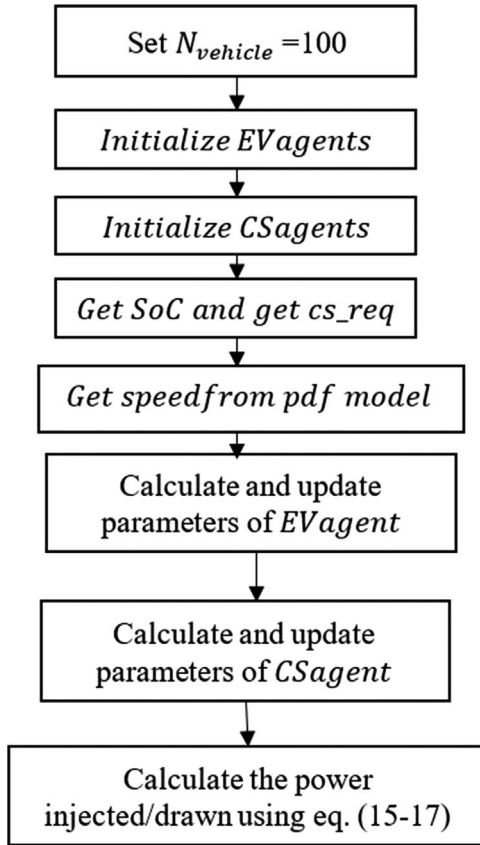 Set N_vehicle =100
Initialize EVagents
Initialize CSagents
Get SoC and get cs_req
Get speedfrom pdf model
Calculate and update
parameters of EVagent
Calculate and update
parameters of CSagent
Calculate the power
injected/drawn using eq. (15-17)